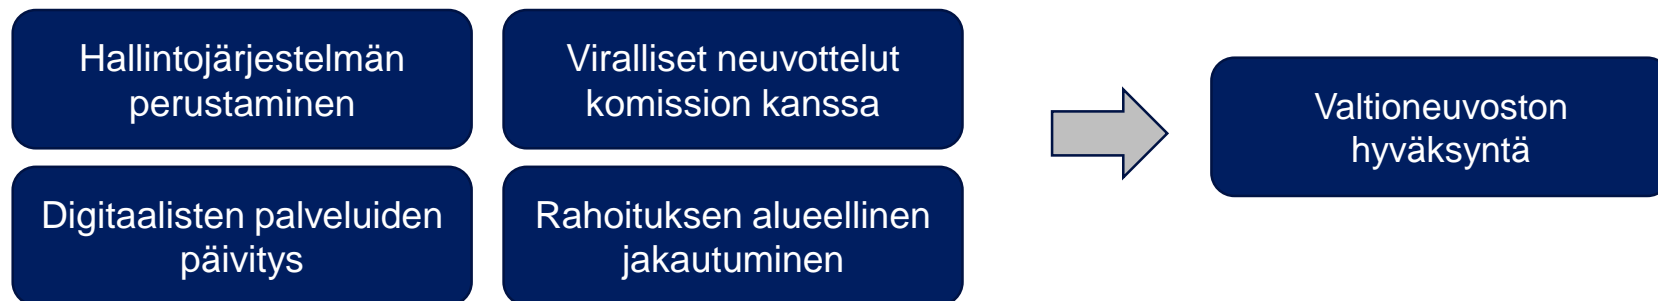 Hallintojärjestelmän
perustaminen
Viralliset neuvottelut
komission kanssa
Valtioneuvoston
hyväksyntä
Digitaalisten palveluiden
päivitys
Rahoituksen alueellinen
jakautuminen